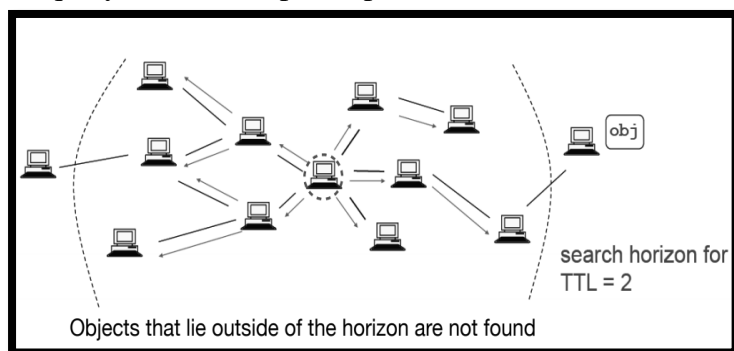 obj
search horizon for
TTL = 2
Objects that lie outside of the horizon are not found